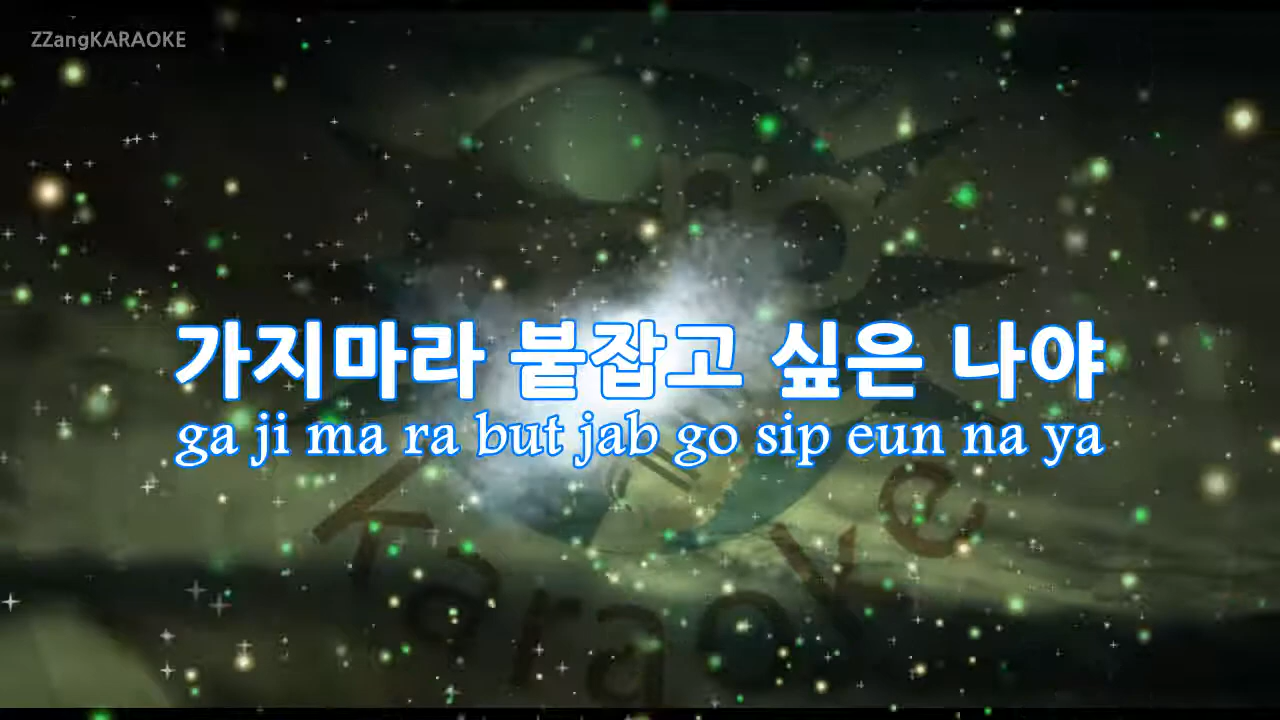 ZZangKARAOKE
가지마라 붙잡고 싶은 나야
ga ji ma ra but jab go sip eun na ya
Karaoke